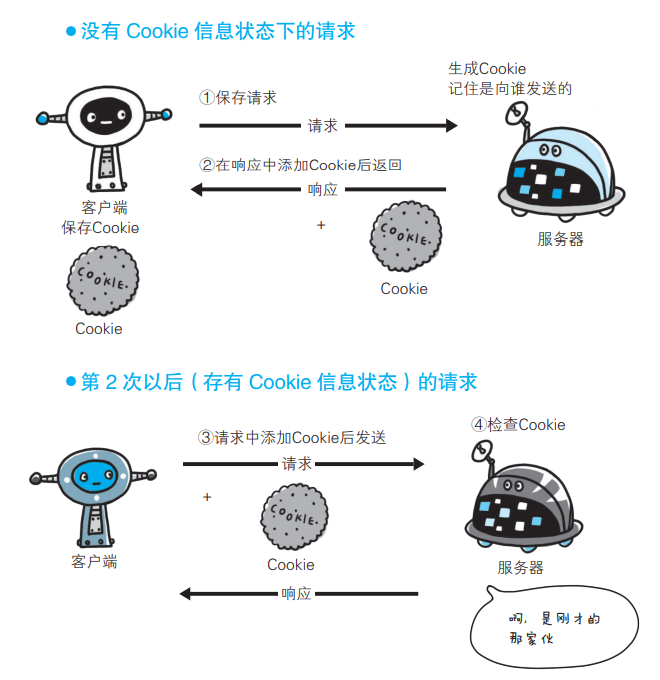 ●没有 Cookie 信息状态下的请求
生成Cookie
记住是向谁发送的
①保存请求
请求
②在响应中添加Cookie后返回
响应
+
COOKIE.
Cookie
服务器
客户端
保存Cookie
COOKIE.
Cookie
●第 2 次以后（存有 Cookie 信息状态）的请求
③请求中添加Cookie后发送
④检查Cookie
请求
+
COOKIE.
Cookie
客户端
服务器
响应
啊，是刚才的
那家伙